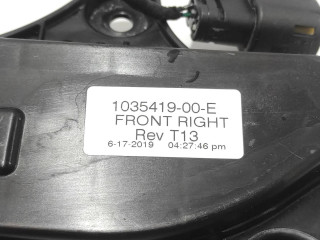 1035419-00-E
FRONT RIGHT
Rev T13
6-17-2019 04:27:46 pm